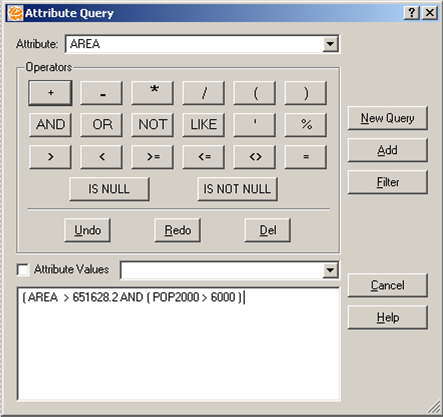 Attribute Query
Attribute: AREA
Operators
+ - * / ( )
AND OR NOT LIKE ' %
> < >= <= <> =
IS NULL IS NOT NULL
Undo Redo Del
New Query
Add
Filter
Attribute Values
( AREA > 651628.2 AND ( POP2000 > 6000 )
Cancel
Help